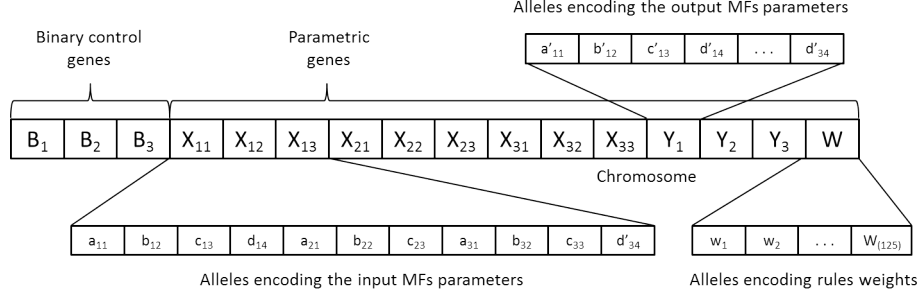 Alleles encoding the output MFs parameters
Binary control
genes
Parametric
genes
a'₁₁ b'₁₂ c'₁₃ d'₁₄ ... d'₃₄
B₁ B₂ B₃ X₁₁ X₁₂ X₁₃ X₂₁ X₂₂ X₂₃ X₃₁ X₃₂ X₃₃ Y₁ Y₂ Y₃ W
Chromosome
a₁₁ b₁₂ c₁₃ d₁₄ a₂₁ b₂₂ c₂₃ a₃₁ b₃₂ c₃₃ d'₃₄
w₁ w₂ ... W₍₁₂₅₎
Alleles encoding the input MFs parameters
Alleles encoding rules weights